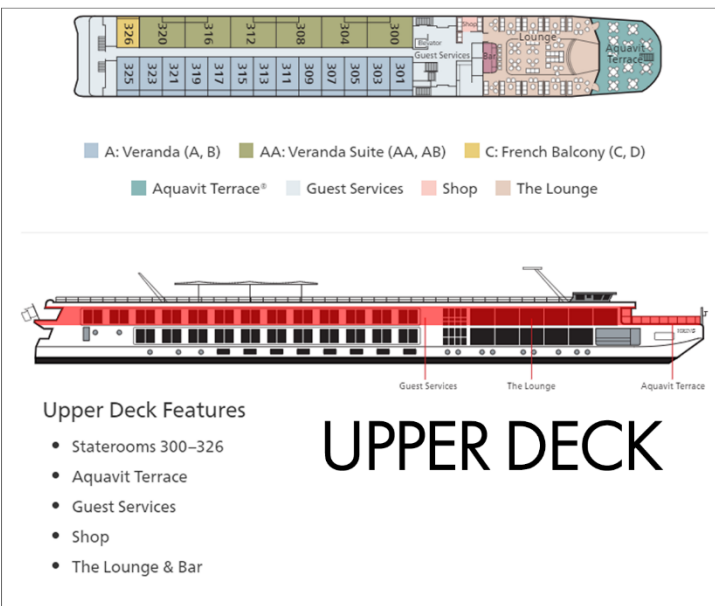 326 320 316 312 308 304 300
Shop
Elevator
Guest Services
Bar
Lounge
Aquavit
Terrace
325 323 321 319 317 315 313 311 309 307 305 303 301
A: Veranda (A, B) AA: Veranda Suite (AA, AB) C: French Balcony (C, D)
Aquavit Terrace® Guest Services Shop The Lounge
Guest Services The Lounge Aquavit Terrace
Upper Deck Features
UPPER DECK
• Staterooms 300–326
• Aquavit Terrace
• Guest Services
• Shop
• The Lounge & Bar